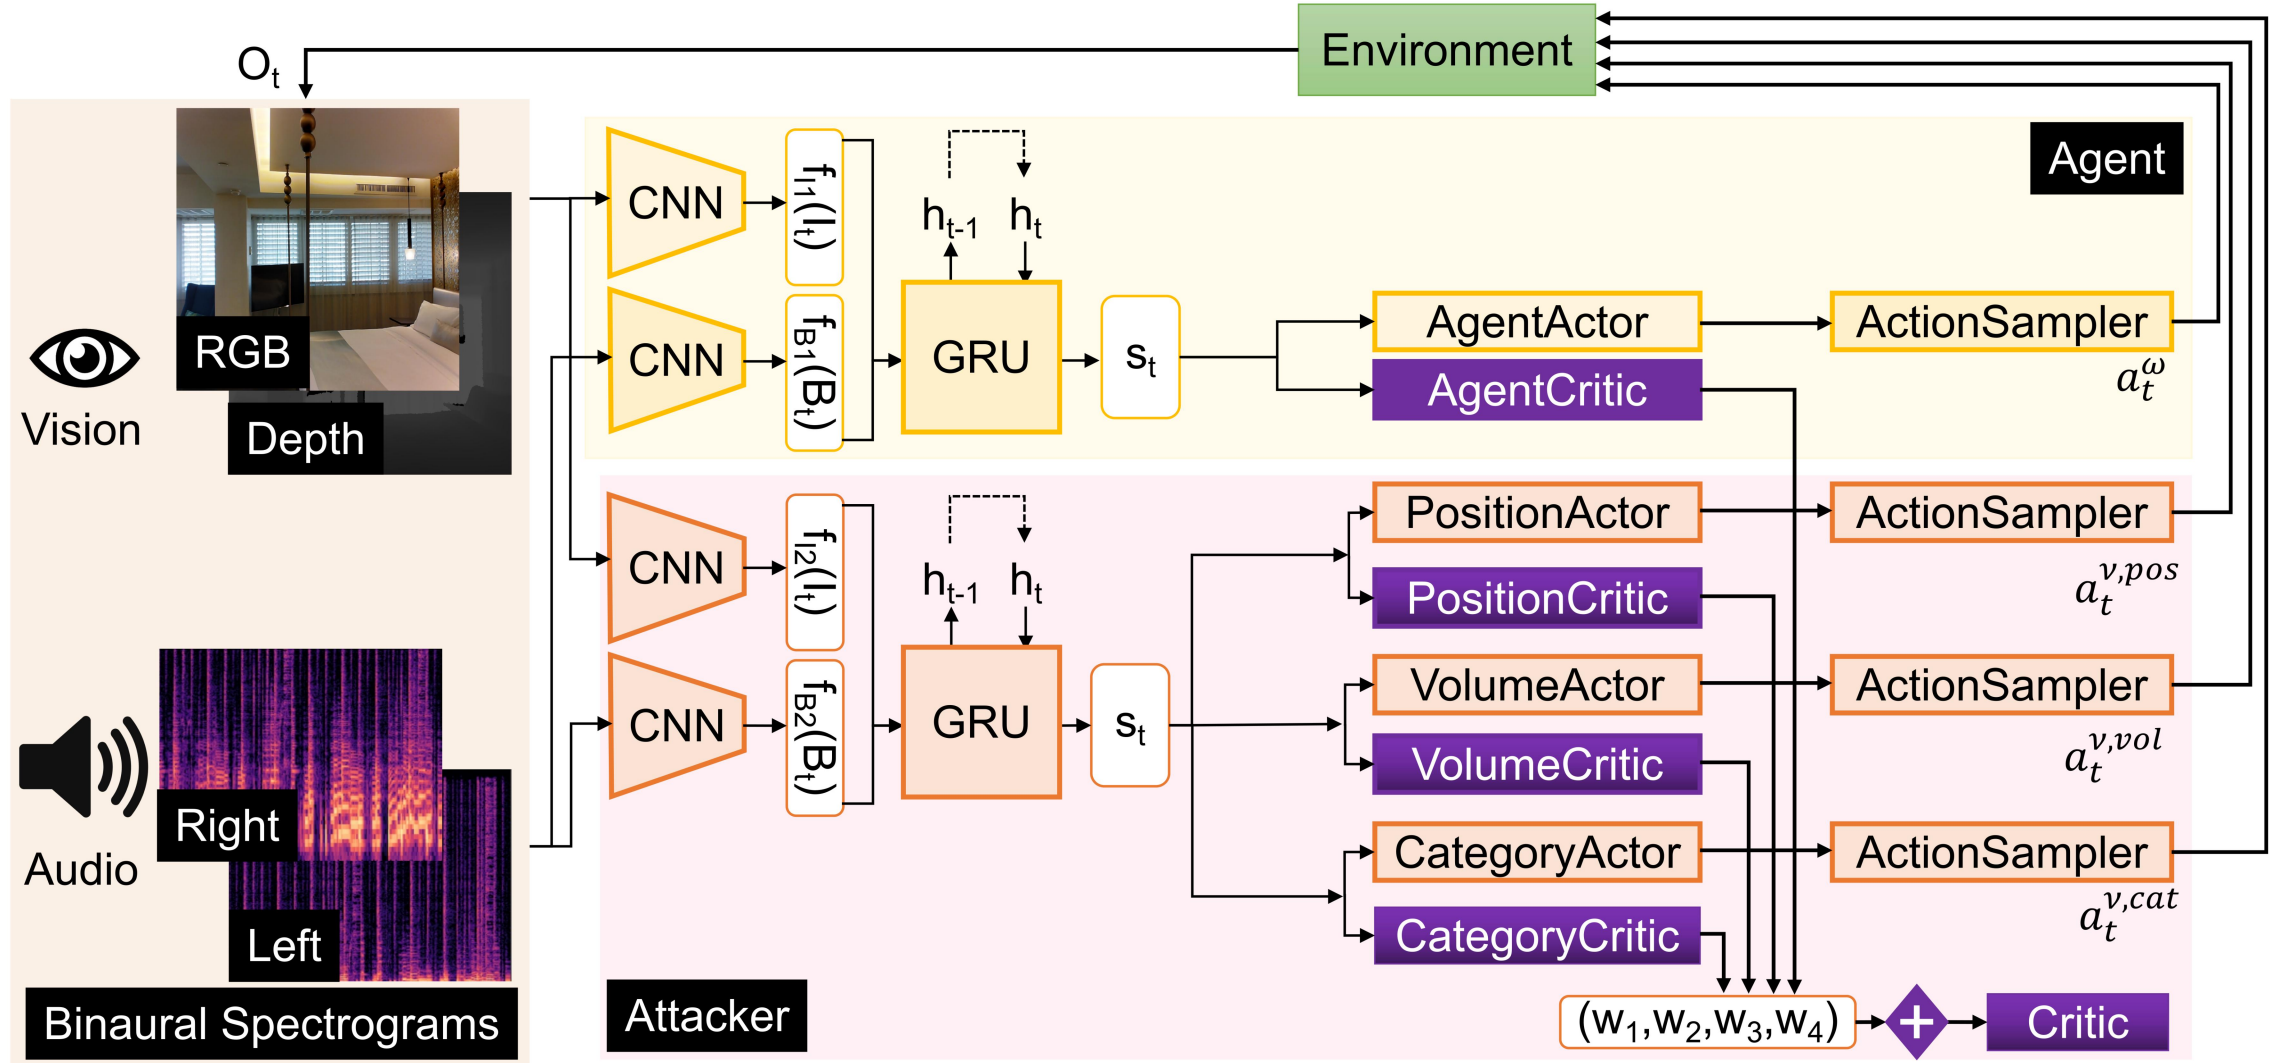 Environment
O_t
Agent
CNN
f_I1(I_t)
h_t-1
h_t
RGB
Depth
Vision
CNN
f_B1(B_t)
GRU
s_t
AgentActor
ActionSampler
a_t^ω
AgentCritic
CNN
f_I2(I_t)
h_t-1
h_t
PositionActor
ActionSampler
a_t^{ν,pos}
PositionCritic
CNN
f_B2(B_t)
GRU
s_t
VolumeActor
ActionSampler
a_t^{ν,vol}
VolumeCritic
Right
Audio
Left
CategoryActor
ActionSampler
a_t^{ν,cat}
CategoryCritic
Binaural Spectrograms
Attacker
(w_1,w_2,w_3,w_4)
+
Critic